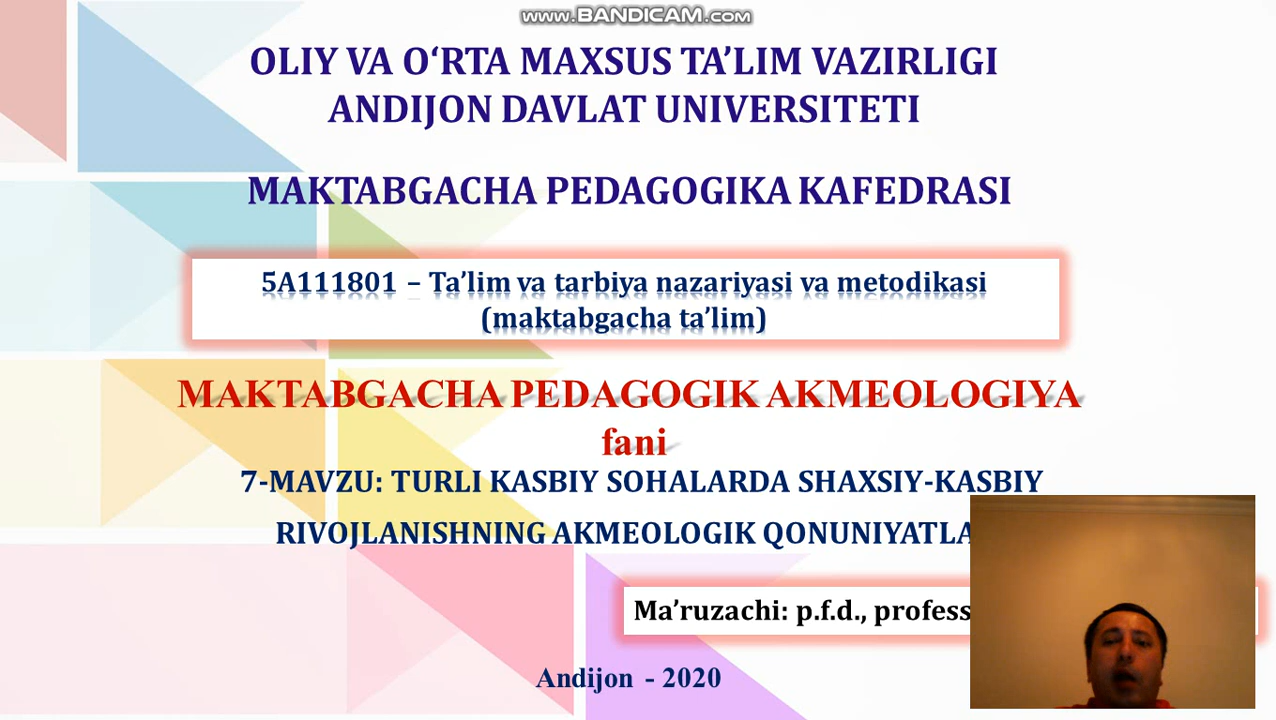 www.BANDICAM.com
OLIY VA O‘RTA MAXSUS TA’LIM VAZIRLIGI
ANDIJON DAVLAT UNIVERSITETI
MAKTABGACHA PEDAGOGIKA KAFEDRASI
5A111801 – Ta’lim va tarbiya nazariyasi va metodikasi
(maktabgacha ta’lim)
MAKTABGACHA PEDAGOGIK AKMEOLOGIYA
fani
7-MAVZU: TURLI KASBIY SOHALARDA SHAXSIY-KASBIY
RIVOJLANISHNING AKMEOLOGIK
Ma’ruzachi: p.f.d.,
Andijon - 2020